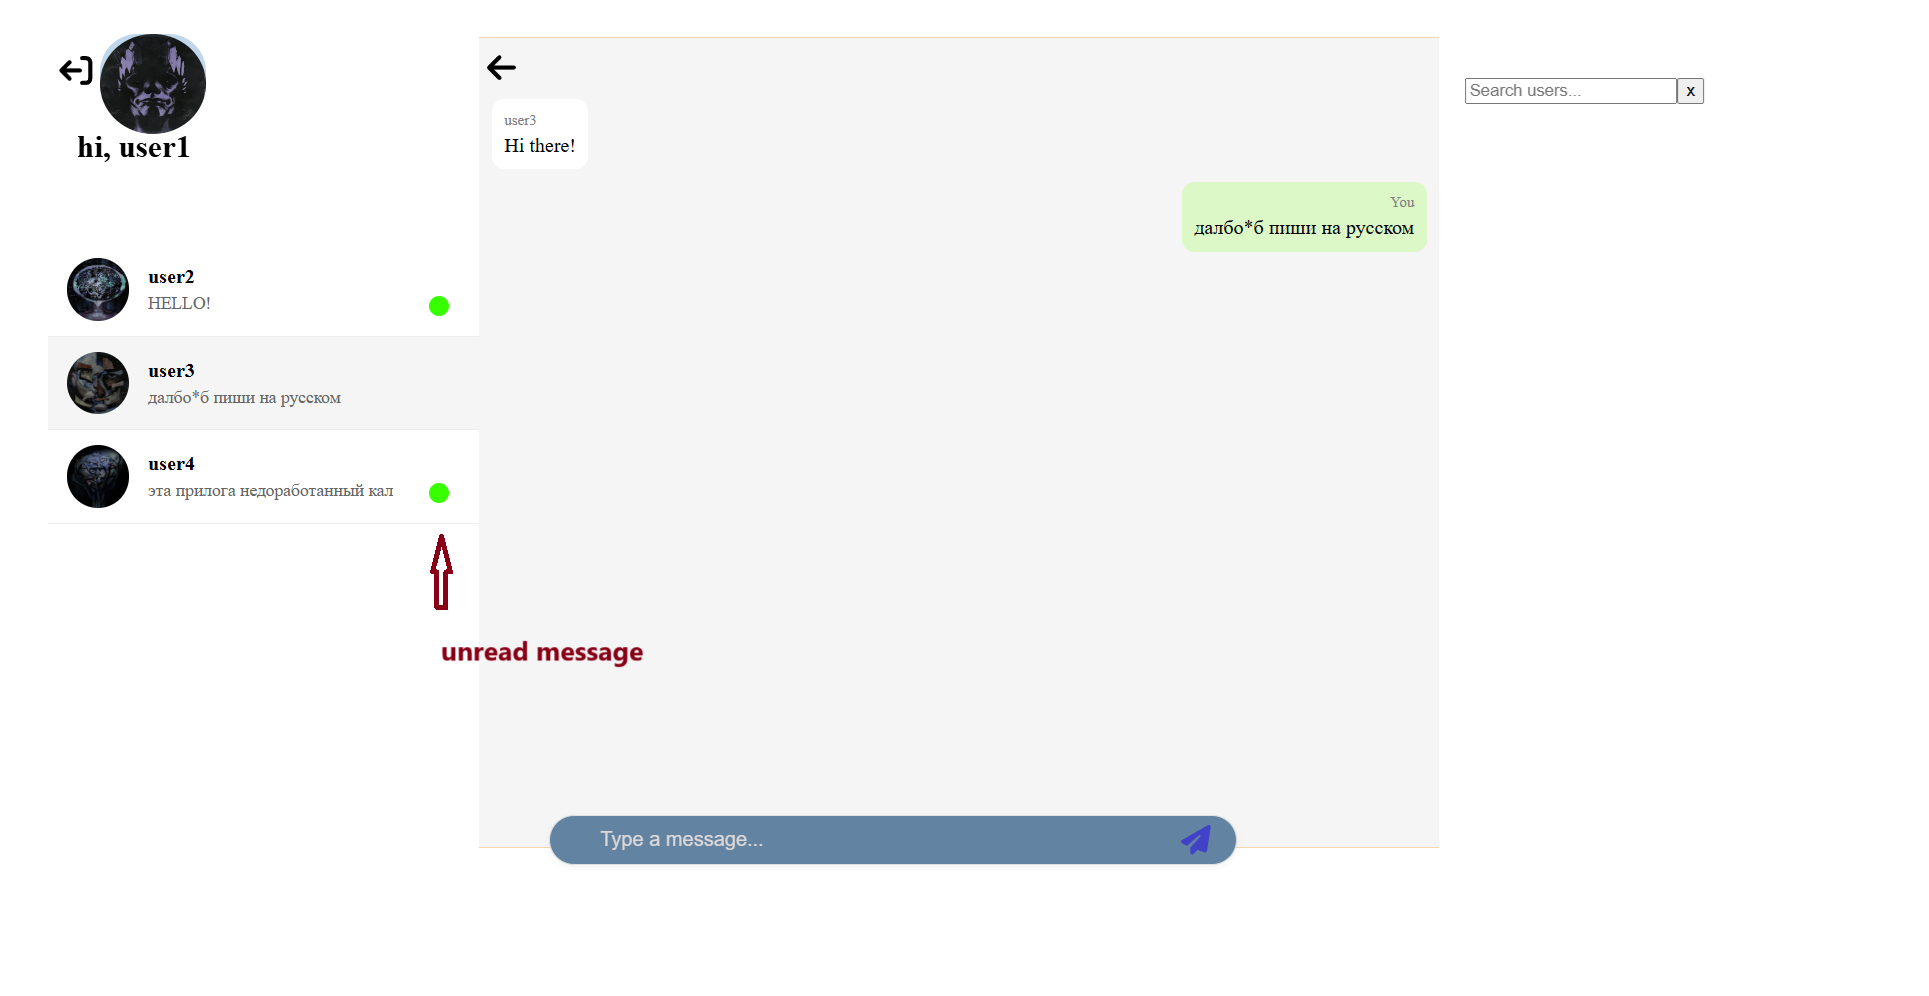 hi, user1
user2
HELLO!
user3
далбо*б пиши на русском
user4
эта прилога недоработанный кал
unread message
user3
Hi there!
You
далбо*б пиши на русском
Type a message...
Search users...
x